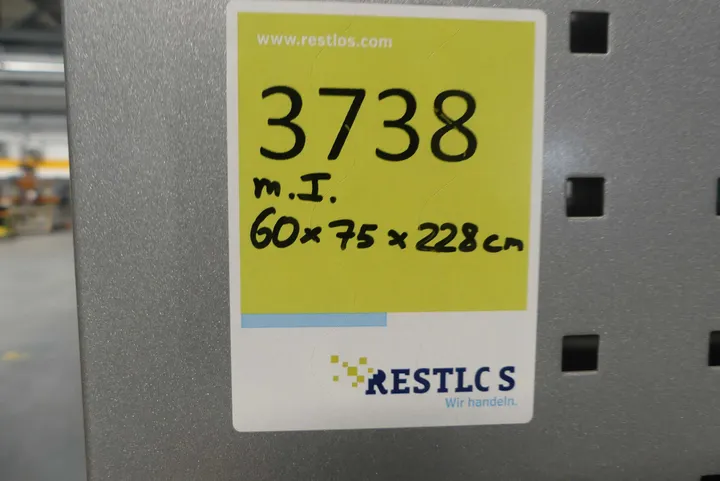 www.restlos.com
3738
m.I.
60x75x228cm
RESTLOS
Wir handeln.